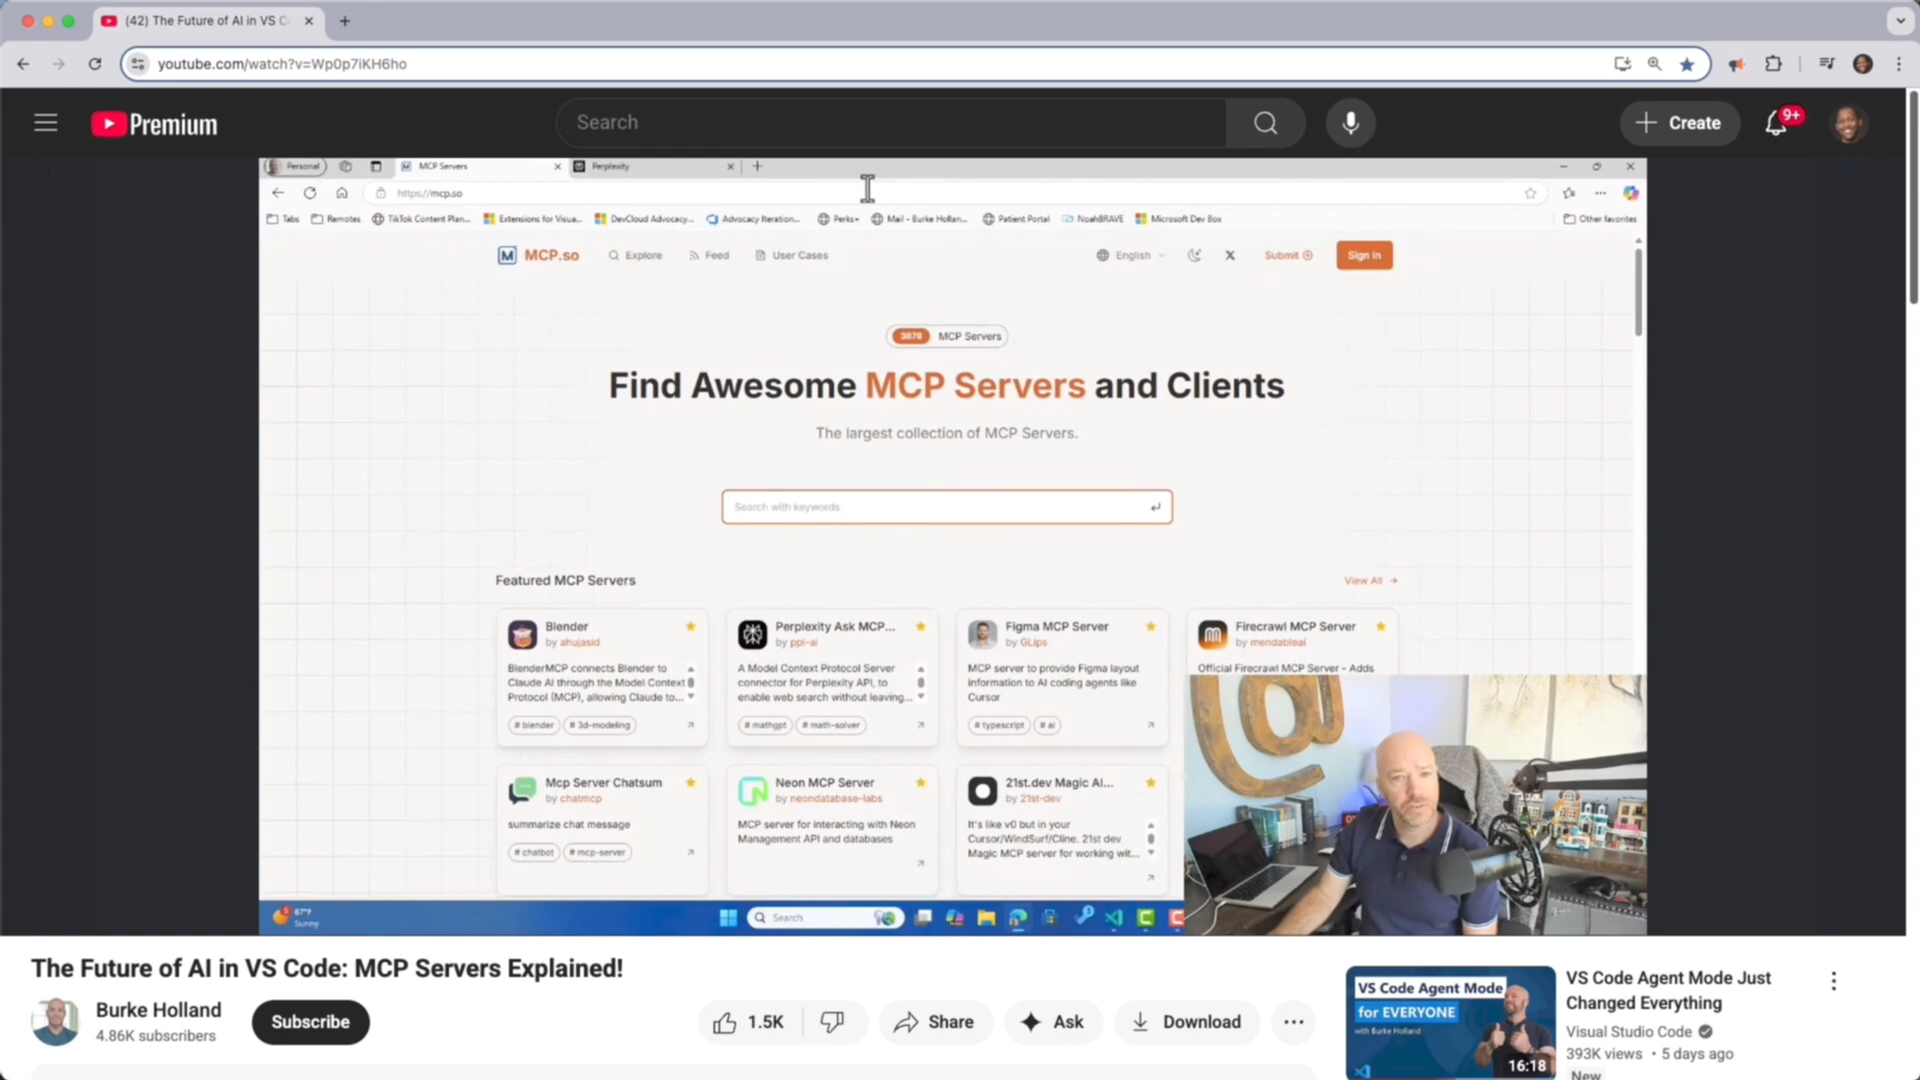 (42) The Future of AI in VS C
youtube.com/watch?v=Wp0p7iKH6ho
Premium
Search
Create
9+
Personal
MCP Servers
Perplexity
https://mcp.so
Tabs
Remotes
TikTok Content Plan...
Extensions for Visua...
DevCloud Advocacy...
Advocacy Iteration...
Perks+
Mail - Burke Hollan...
Patient Portal
NoahBRAVE
Microsoft Dev Box
Other favorites
MCP.so
Explore
Feed
User Cases
English
X
Submit
Sign In
3878 MCP Servers
Find Awesome MCP Servers and Clients
The largest collection of MCP Servers.
Search with keywords
Featured MCP Servers
View All
Blender
by ahujasid
BlenderMCP connects Blender to
Claude AI through the Model Context
Protocol (MCP), allowing Claude to...
# blender
# 3d-modeling
Perplexity Ask MCP...
by ppl-ai
A Model Context Protocol Server
connector for Perplexity API, to
enable web search without leaving...
# mathgpt
# math-solver
Figma MCP Server
by GLips
MCP server to provide Figma layout
information to AI coding agents like
Cursor
# typescript
# ai
Firecrawl MCP Server
by mendableai
Official Firecrawl MCP Server - Adds
Mcp Server Chatsum
by chatmcp
summarize chat message
# chatbot
# mcp-server
Neon MCP Server
by neondatabase-labs
MCP server for interacting with Neon
Management API and databases
21st.dev Magic AI...
by 21st-dev
It's like v0 but in your
Cursor/WindSurf/Cline. 21st dev
Magic MCP server for working wit...
@
67°F
Sunny
Search
The Future of AI in VS Code: MCP Servers Explained!
Burke Holland
4.86K subscribers
Subscribe
1.5K
Share
Ask
Download
VS Code Agent Mode
for EVERYONE
with Burke Holland
16:18
VS Code Agent Mode Just
Changed Everything
Visual Studio Code
393K views • 5 days ago
New